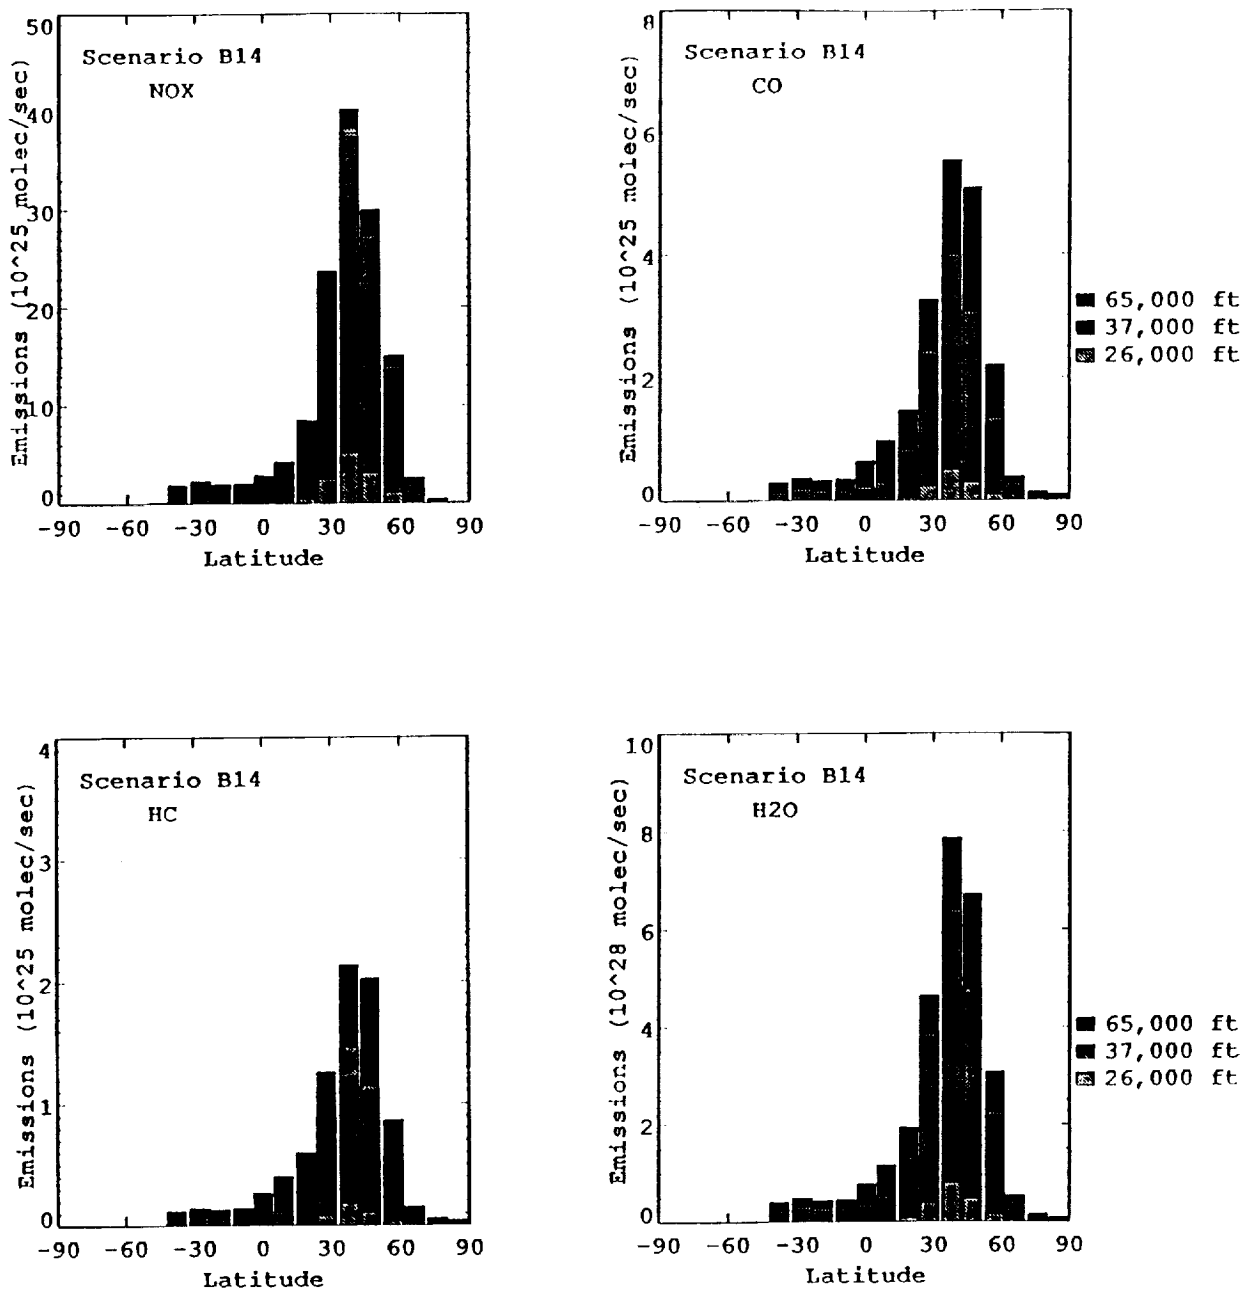 Scenario B14
NOX
50
40
30
20
10
0
Emissions (10^25 molec/sec)
-90 -60 -30 0 30 60 90
Latitude
Scenario B14
CO
8
6
4
2
0
Emissions (10^25 molec/sec)
-90 -60 -30 0 30 60 90
Latitude
65,000 ft
37,000 ft
26,000 ft
Scenario B14
HC
4
3
2
1
0
Emissions (10^25 molec/sec)
-90 -60 -30 0 30 60 90
Latitude
Scenario B14
H2O
10
8
6
4
2
0
Emissions (10^28 molec/sec)
-90 -60 -30 0 30 60 90
Latitude
65,000 ft
37,000 ft
26,000 ft